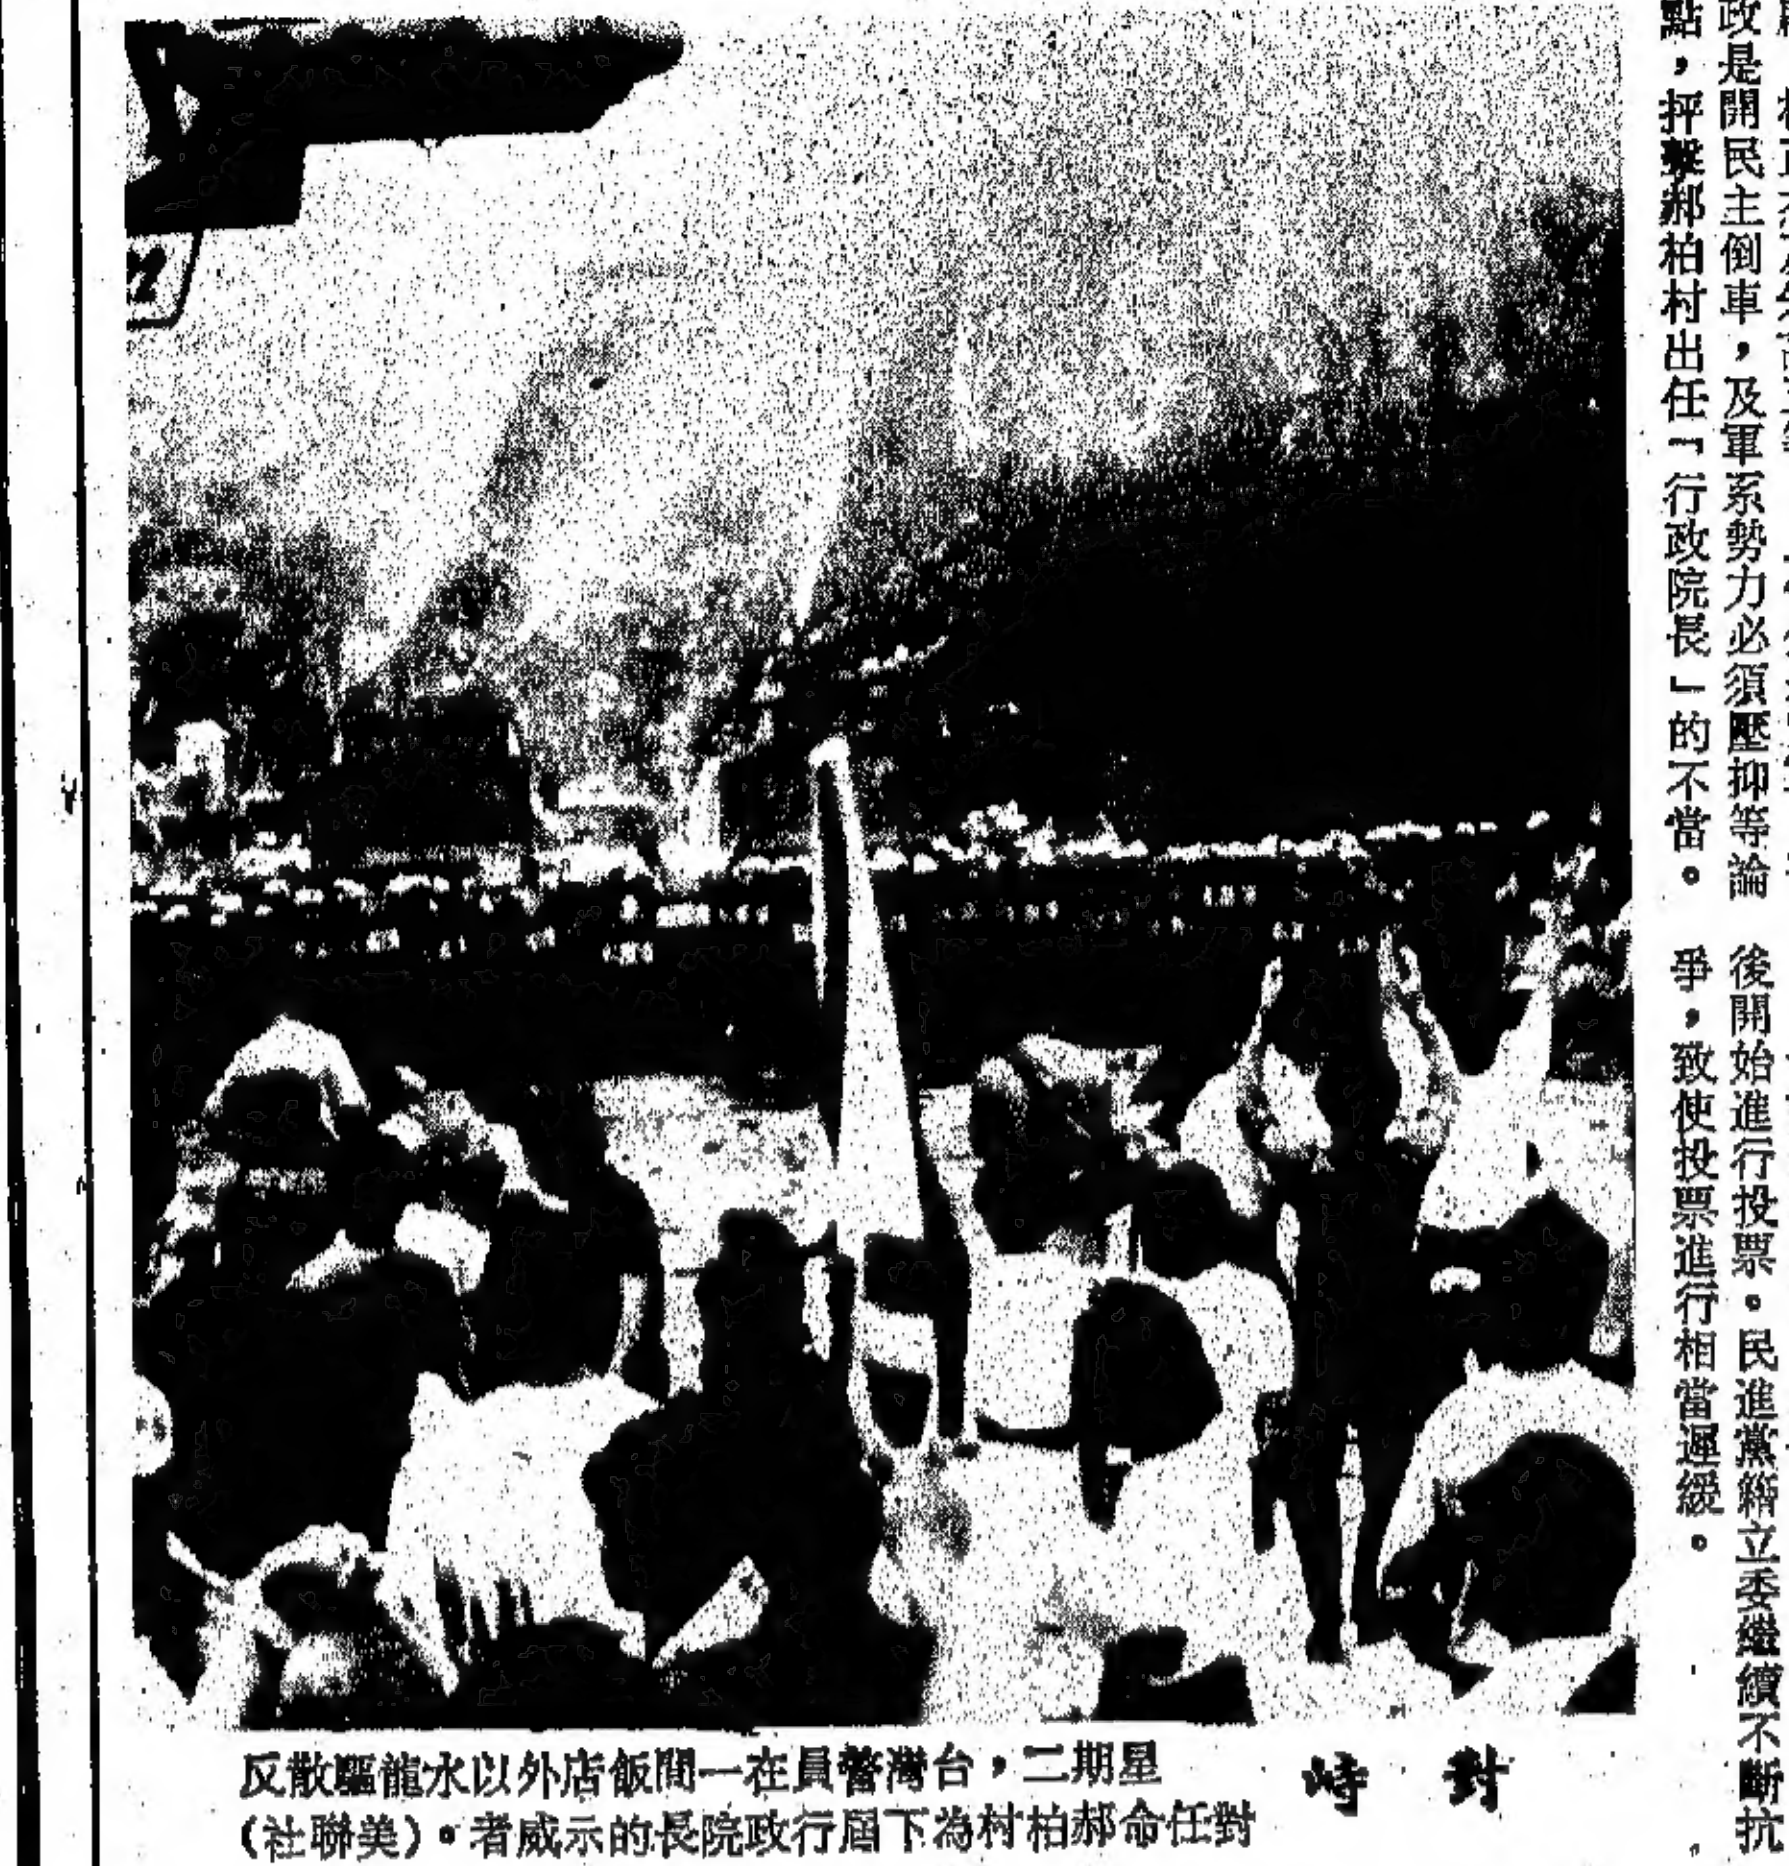 政是開民主倒車，及軍系勢力必須壓抑等論
點，抨擊郝柏村出任「行政院長」的不當。
後開始進行投票。民進黨籍立委繼續不斷抗
爭，致使投票進行相當遲緩。
對峙
星期二，台灣警員在一間飯店外以水龍驅散反
對任命郝柏村為下屆行政院長的示威者。（美聯社）